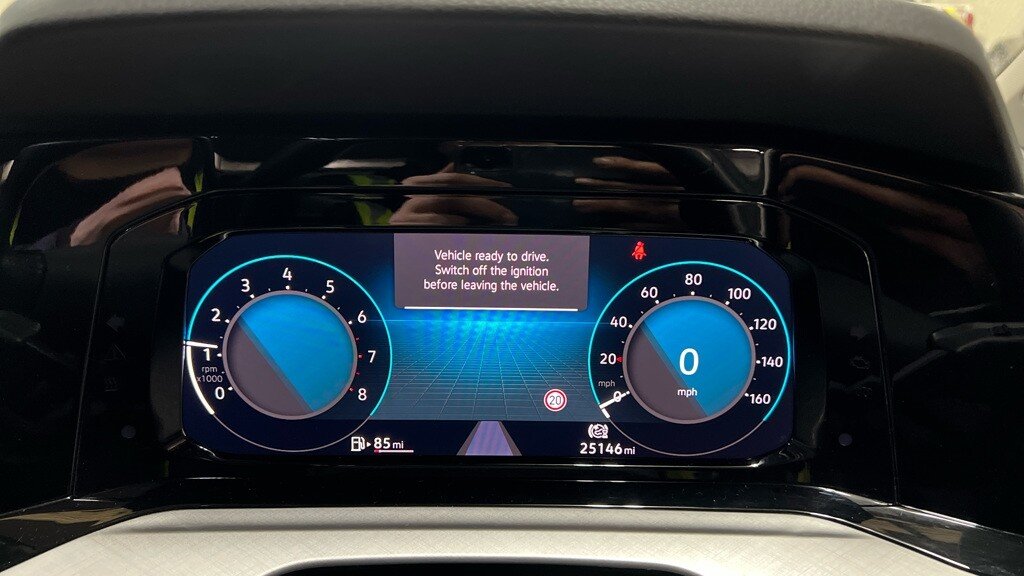 Vehicle ready to drive.
Switch off the ignition
before leaving the vehicle.
0
1
2
3
4
5
6
7
8
rpm
x1000
0
20
40
60
80
100
120
140
160
mph
0
mph
20
85 mi
25146 mi